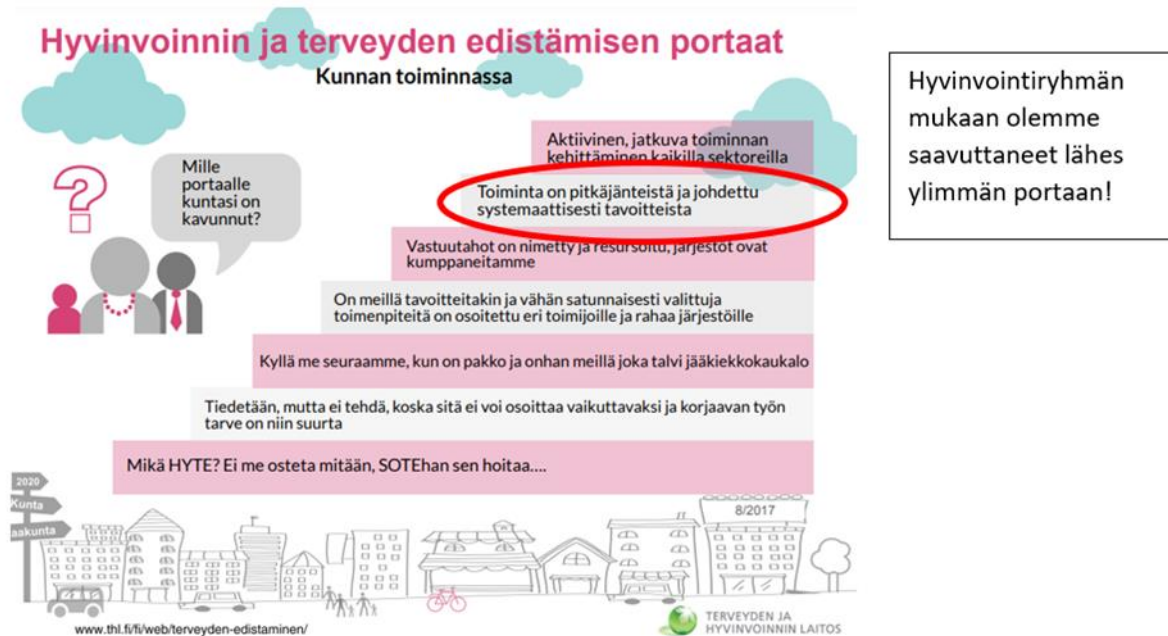 Hyvinvoinnin ja terveyden edistämisen portaat
Kunnan toiminnassa
Mille
portaalle
kuntasi on
kavunnut?
Aktiivinen, jatkuva toiminnan
kehittäminen kaikilla sektoreilla
Toiminta on pitkäjänteistä ja johdettu
systemaattisesti tavoitteista
Vastuutahot on nimetty ja resursoitu, järjestöt ovat
kumppaneitamme
On meillä tavoitteitakin ja vähän satunnaisesti valittuja
toimenpiteitä on osoitettu eri toimijoille ja rahaa järjestöille
Kyllä me seuraamme, kun on pakko ja onhan meillä joka talvi jääkiekkokaukalo
Tiedetään, mutta ei tehdä, koska sitä ei voi osoittaa vaikuttavaksi ja korjaavan työn
tarve on niin suurta
Mikä HYTE? Ei me osteta mitään, SOTEhan sen hoitaa....
Hyvinvointiryhmän
mukaan olemme
saavuttaneet lähes
ylimmän portaan!
2020
Kunta
aakunta
8/2017
www.thl.fi/fi/web/terveyden-edistaminen/
TERVEYDEN JA
HYVINVOINNIN LAITOS